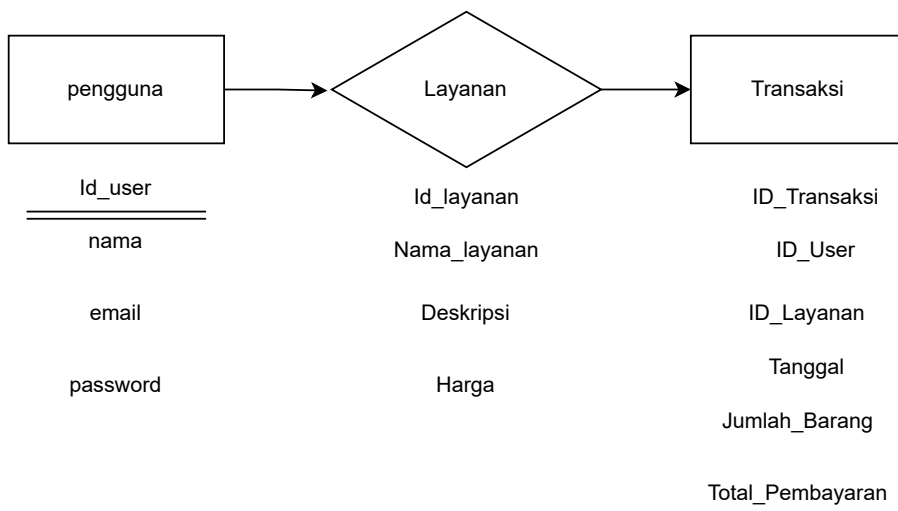 pengguna
Layanan
Transaksi
Id_user
nama
email
password
Id_layanan
Nama_layanan
Deskripsi
Harga
ID_Transaksi
ID_User
ID_Layanan
Tanggal
Jumlah_Barang
Total_Pembayaran